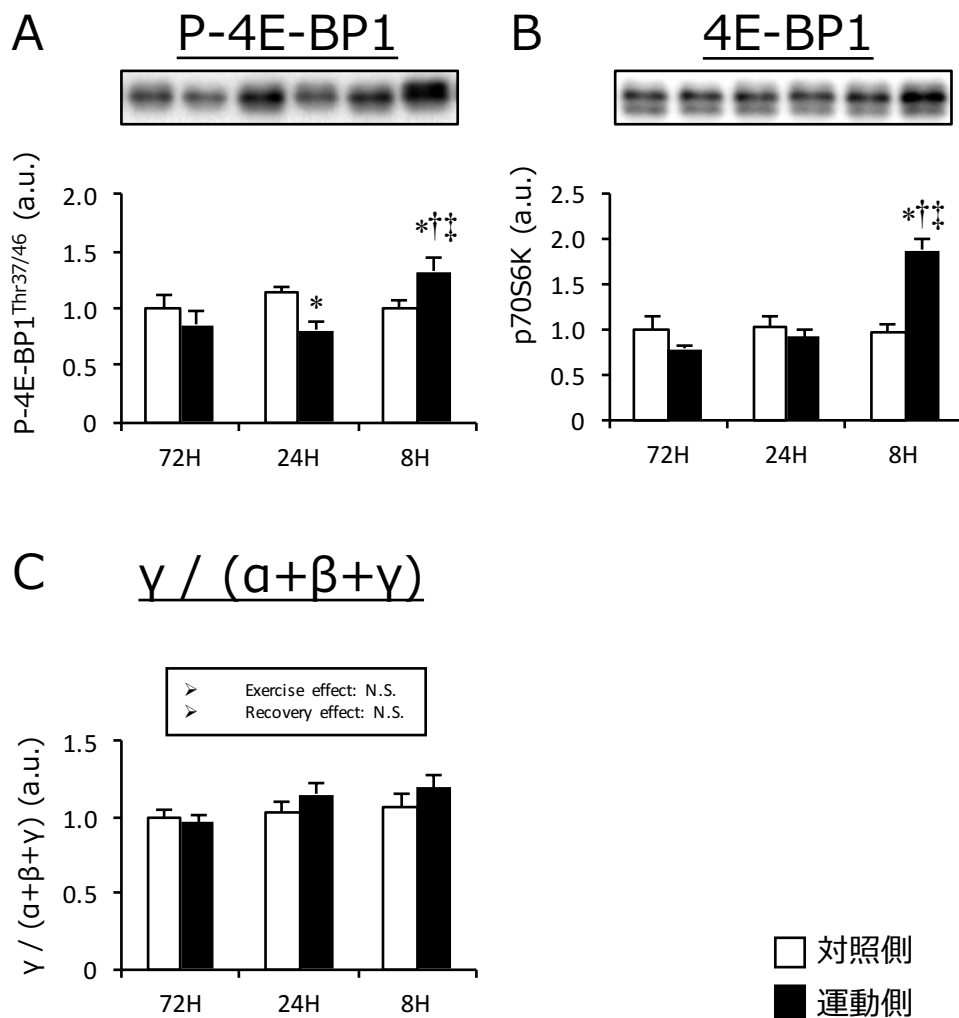 A P-4E-BP1
P-4E-BP1Thr37/46 (a.u.)
2.0
1.5
1.0
0.5
0
*
*†‡
72H 24H 8H
B 4E-BP1
p70S6K (a.u.)
2.5
2.0
1.5
1.0
0.5
0
*†‡
72H 24H 8H
C γ / (α+β+γ)
➢ Exercise effect: N.S.
➢ Recovery effect: N.S.
γ / (α+β+γ) (a.u.)
1.5
1.0
0.5
0
72H 24H 8H
対照側
運動側